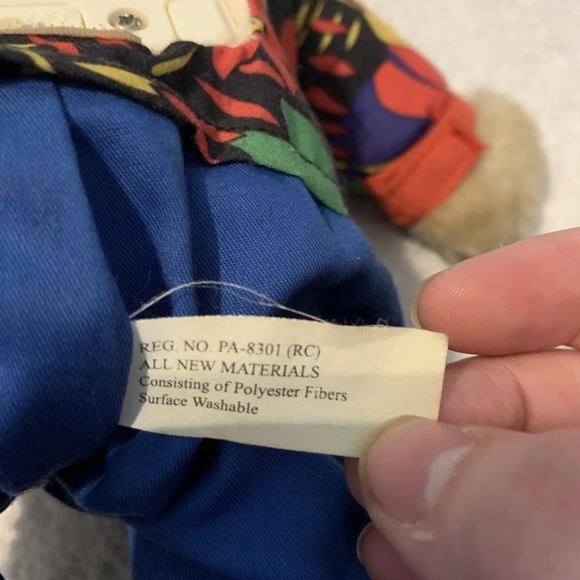 REG. NO. PA-8301 (RC)
ALL NEW MATERIALS
Consisting of Polyester Fibers
Surface Washable